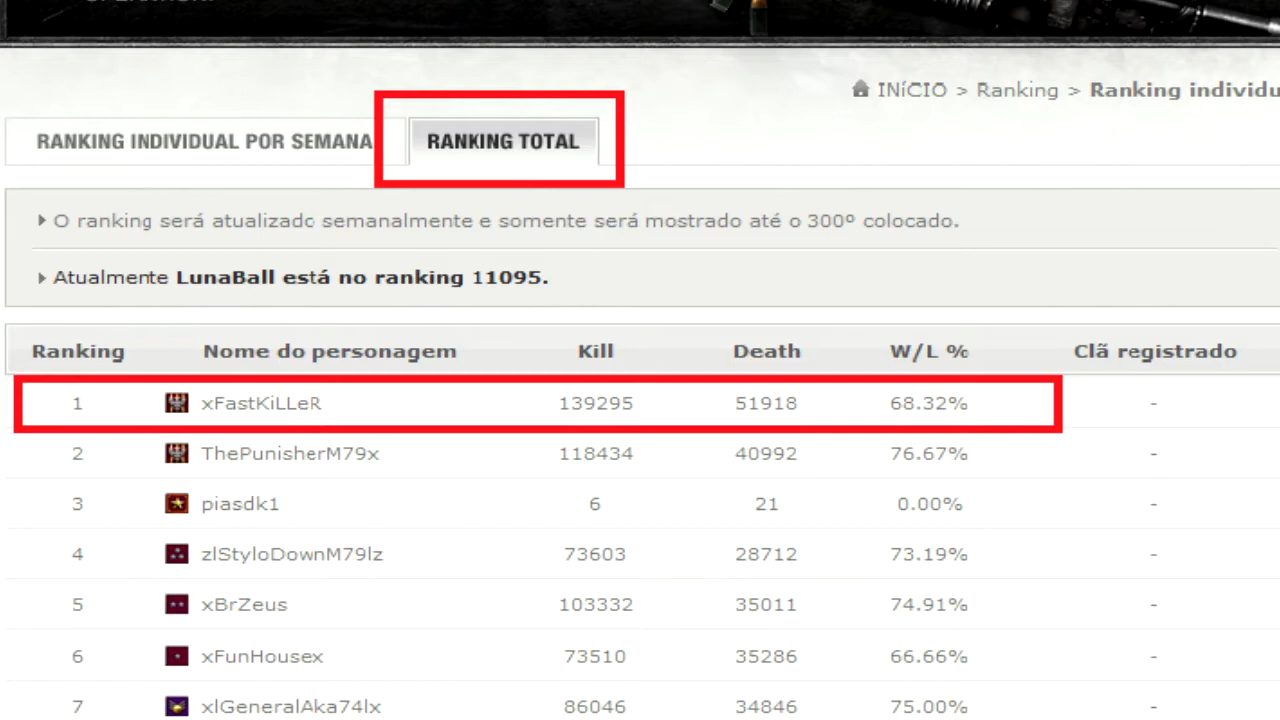 INíCIO > Ranking > Ranking individu
RANKING INDIVIDUAL POR SEMANA RANKING TOTAL
O ranking será atualizado semanalmente e somente será mostrado até o 300º colocado.
Atualmente LunaBall está no ranking 11095.
Ranking Nome do personagem Kill Death W/L % Clã registrado
1 xFastKiLLeR 139295 51918 68.32% -
2 ThePunisherM79x 118434 40992 76.67% -
3 piasdk1 6 21 0.00% -
4 zlStyloDownM79lz 73603 28712 73.19% -
5 xBrZeus 103332 35011 74.91% -
6 xFunHousex 73510 35286 66.66% -
7 xlGeneralAka74lx 86046 34846 75.00% -